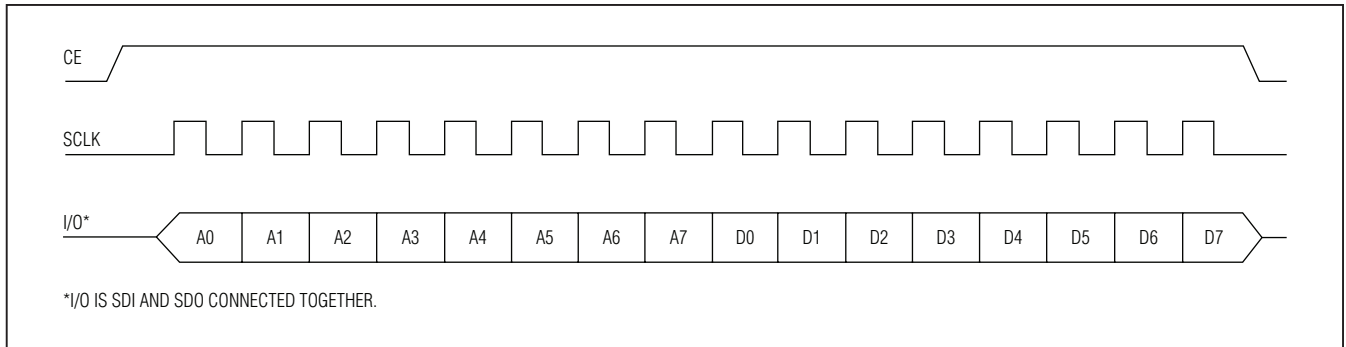 CE
SCLK
I/O*
A0 A1 A2 A3 A4 A5 A6 A7 D0 D1 D2 D3 D4 D5 D6 D7
*I/O IS SDI AND SDO CONNECTED TOGETHER.